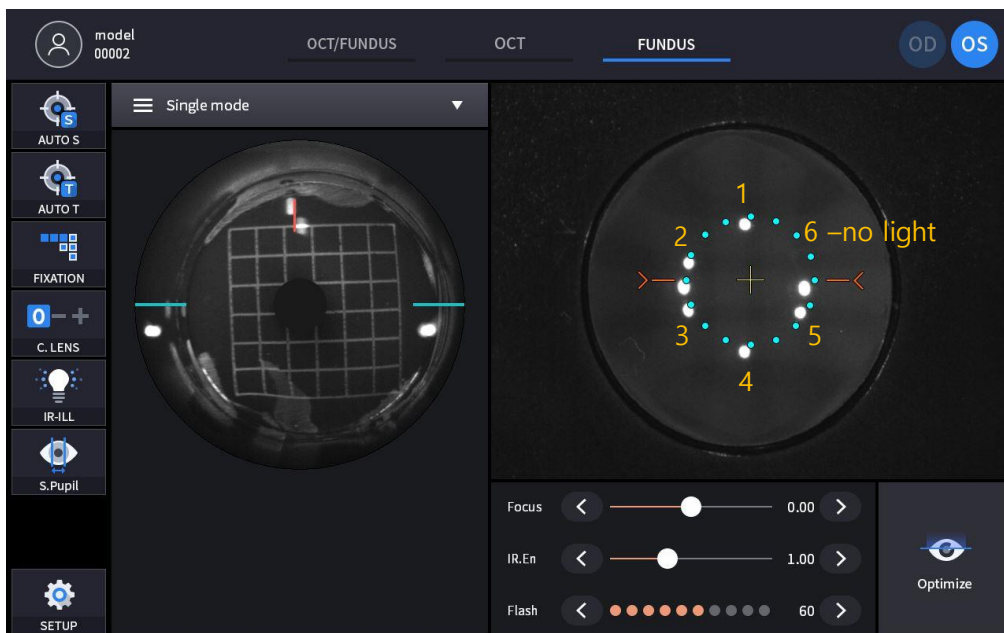 model
00002
OCT/FUNDUS
OCT
FUNDUS
OD
OS
S
AUTO S
T
AUTO T
FIXATION
0 − +
C. LENS
IR-ILL
S.Pupil
SETUP
Single mode
1
2
6 –no light
3
5
4
Focus
0.00
IR.En
1.00
Flash
60
Optimize